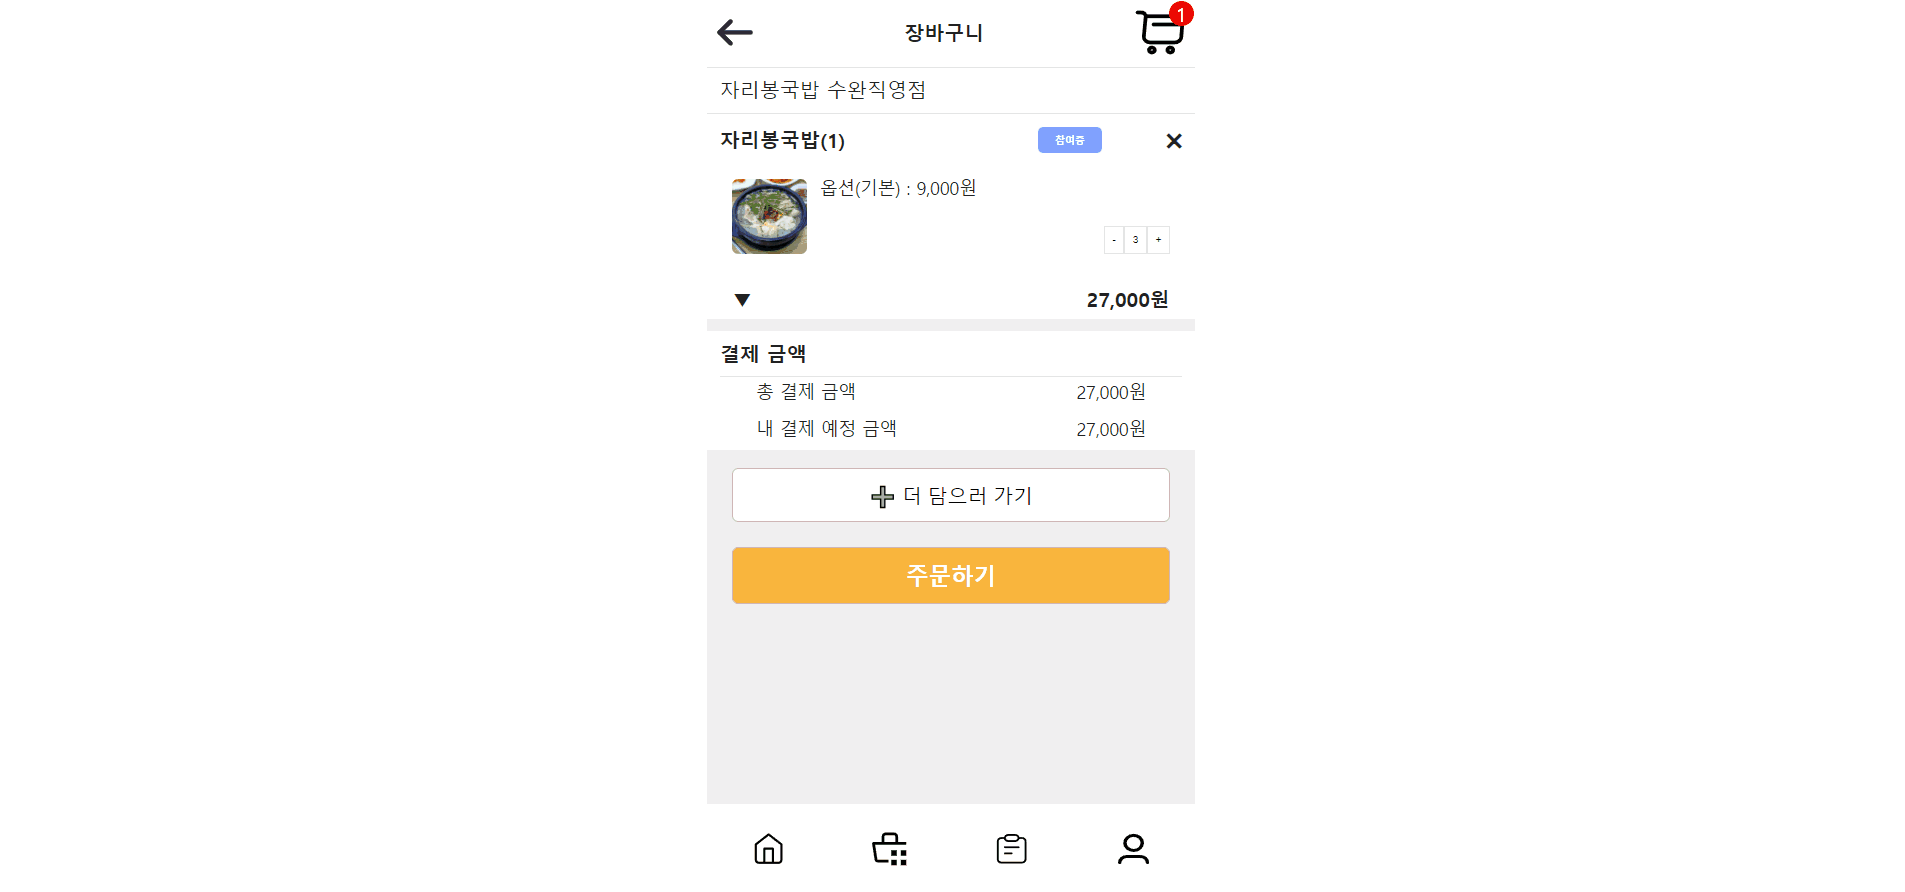 장바구니
1
자리봉국밥 수완직영점
자리봉국밥(1)
참여중
×
옵션(기본) : 9,000원
- 3 +
▼ 27,000원
결제 금액
총 결제 금액 27,000원
내 결제 예정 금액 27,000원
더 담으러 가기
주문하기